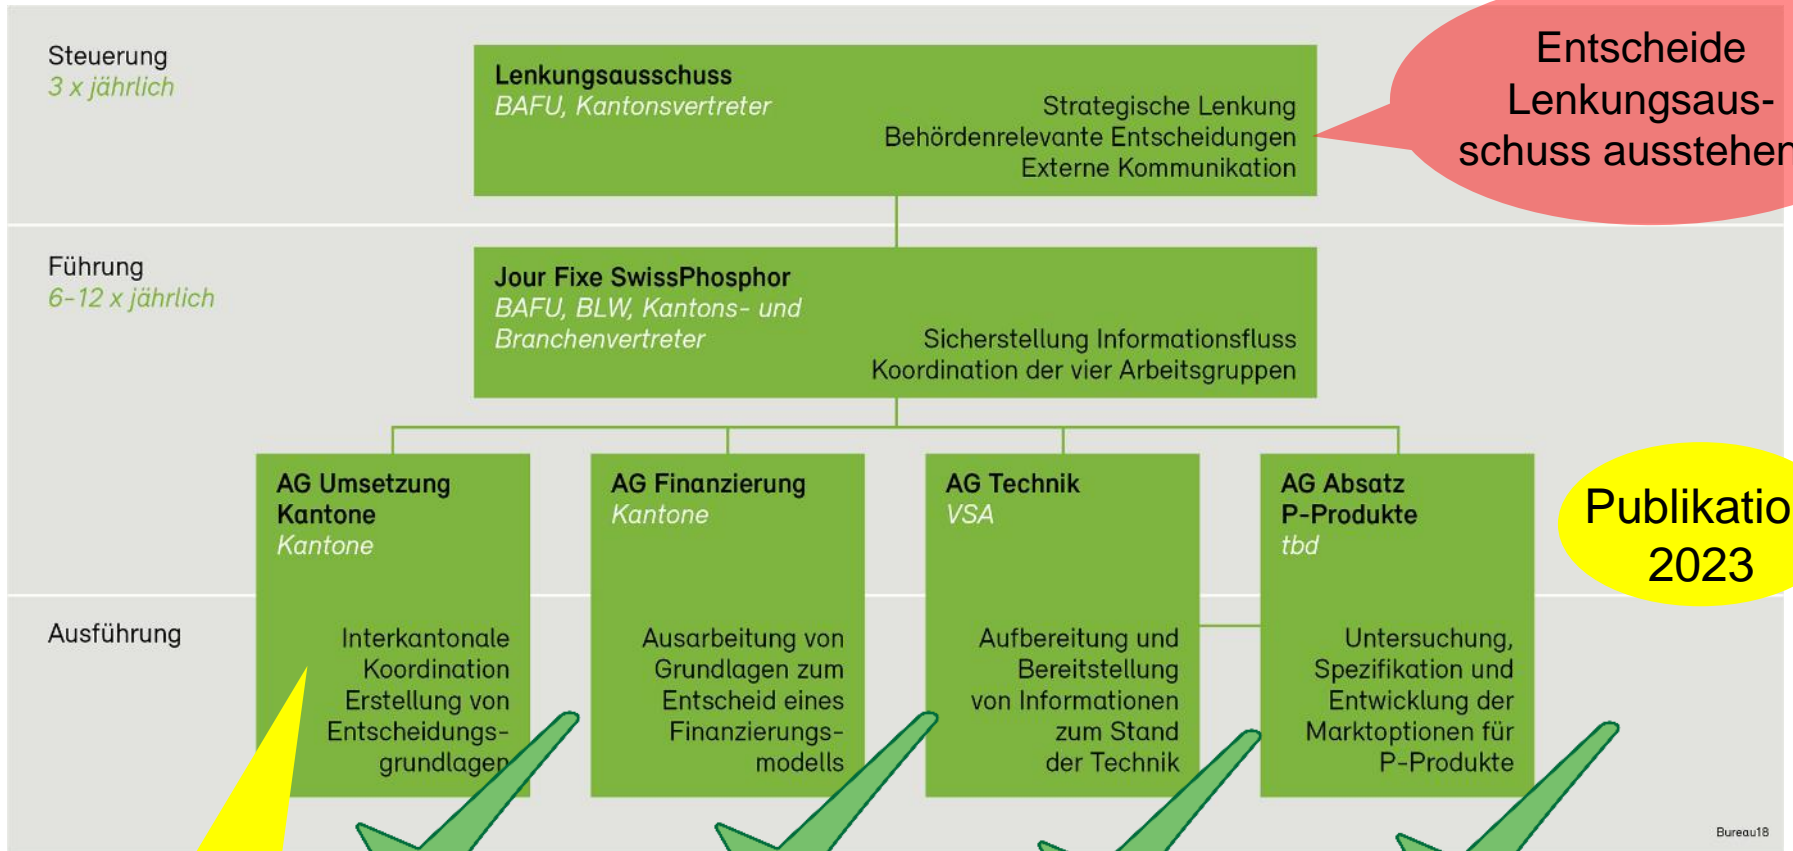 Steuerung
3 x jährlich
Lenkungsausschuss
BAFU, Kantonsvertreter
Strategische Lenkung
Behördenrelevante Entscheidungen
Externe Kommunikation
Entscheide
Lenkungsaus-
schuss ausstehen
Führung
6-12 x jährlich
Jour Fixe SwissPhosphor
BAFU, BLW, Kantons- und
Branchenvertreter
Sicherstellung Informationsfluss
Koordination der vier Arbeitsgruppen
AG Umsetzung
Kantone
Kantone
AG Finanzierung
Kantone
AG Technik
VSA
AG Absatz
P-Produkte
tbd
Publikatio
2023
Ausführung
Interkantonale
Koordination
Erstellung von
Entscheidungs-
grundlagen
Ausarbeitung von
Grundlagen zum
Entscheid eines
Finanzierungs-
modells
Aufbereitung und
Bereitstellung
von Informationen
zum Stand
der Technik
Untersuchung,
Spezifikation und
Entwicklung der
Marktoptionen für
P-Produkte
Bureau18